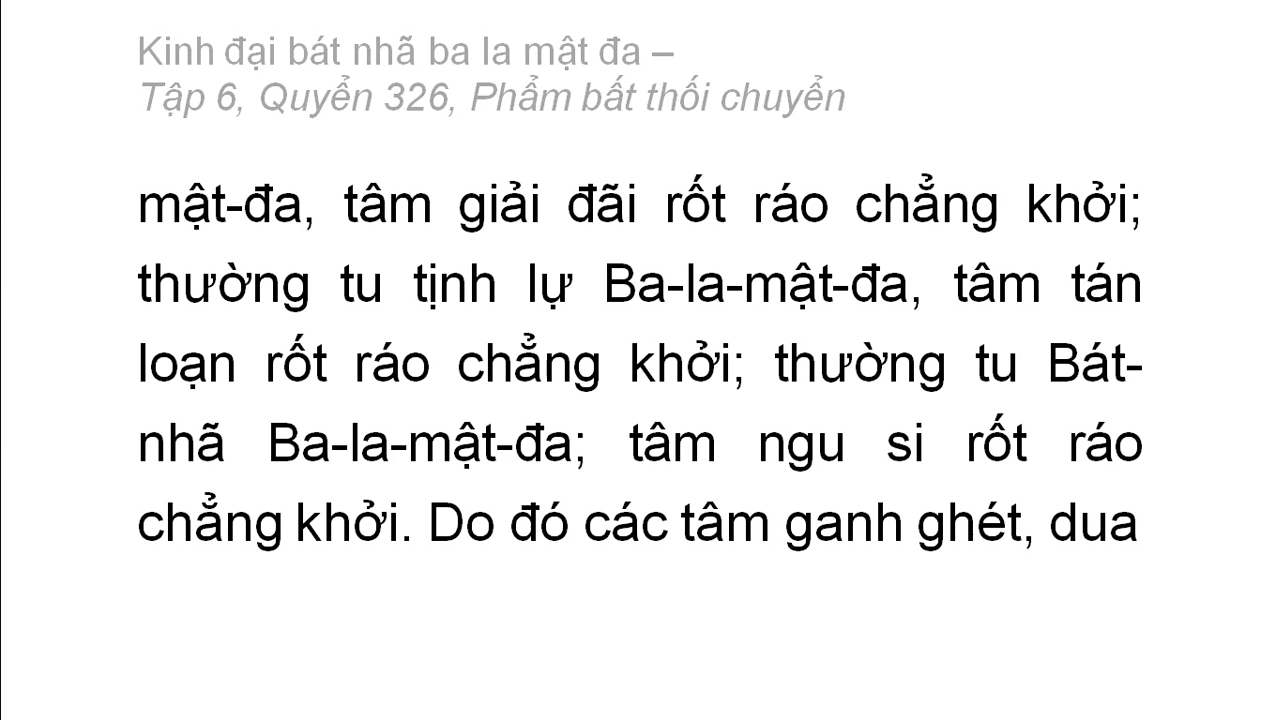 Kinh đại bát nhã ba la mật đa –
Tập 6, Quyển 326, Phẩm bất thối chuyển
mật-đa, tâm giải đãi rốt ráo chẳng khởi;
thường tu tịnh lự Ba-la-mật-đa, tâm tán
loạn rốt ráo chẳng khởi; thường tu Bát-
nhã Ba-la-mật-đa; tâm ngu si rốt ráo
chẳng khởi. Do đó các tâm ganh ghét, dua